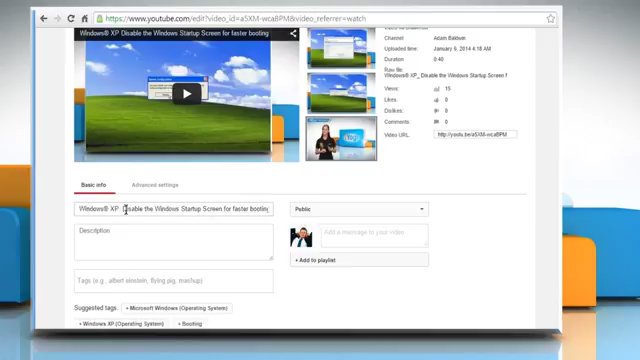 https://www.youtube.com/edit?video_id=a5XM-wcaBPM&video_referrer=watch
Windows® XP Disable the Windows Startup Screen for faster booting
Channel Adam Baldwin
Uploaded time: January 8, 2014 4:18 AM
Duration 0:40
Raw file:
Windows®_XP_ Disable the Windows Startup Screen f
Views: 15
Likes: 0
Dislikes: 0
Comments: 0
Video URL: http://youtu.be/a5XM-wcaBPM
Basic info Advanced settings
Windows® XP Disable the Windows Startup Screen for faster booting
Public
Description
Add a message to your video
+ Add to playlist
Tags (e.g., albert einstein, flying pig, mashup)
Suggested tags: + Microsoft Windows (Operating System)
+ Windows XP (Operating System) + Booting